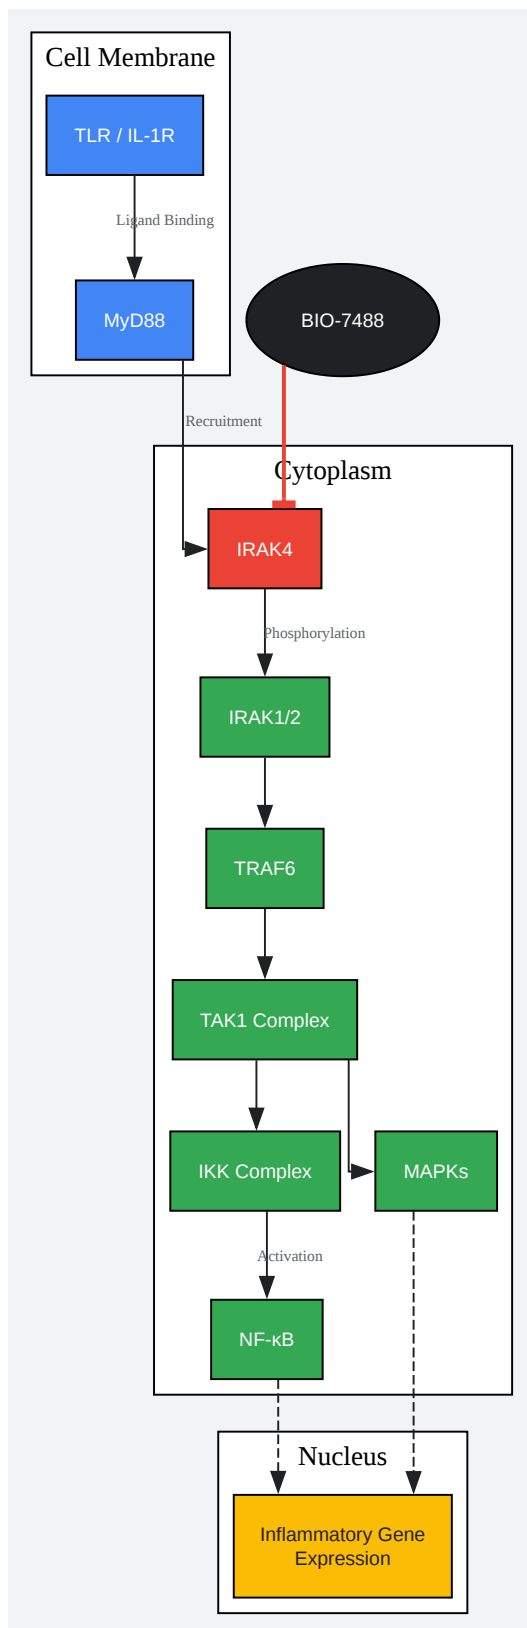 Cell Membrane
TLR / IL-1R
Ligand Binding
MyD88
BIO-7488
Recruitment
Cytoplasm
IRAK4
Phosphorylation
IRAK1/2
TRAF6
TAK1 Complex
IKK Complex
MAPKs
Activation
NF-κB
Nucleus
Inflammatory Gene
Expression